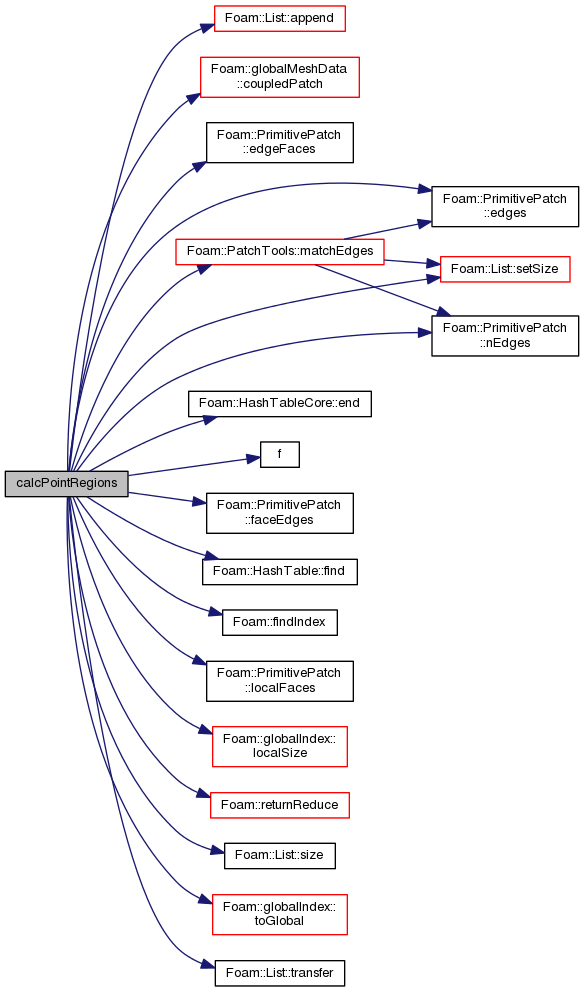 Foam::List::append
Foam::globalMeshData
::coupledPatch
Foam::PrimitivePatch
::edgeFaces
Foam::PrimitivePatch
::edges
Foam::PatchTools::matchEdges
Foam::List::setSize
Foam::PrimitivePatch
::nEdges
Foam::HashTableCore::end
f
calcPointRegions
Foam::PrimitivePatch
::faceEdges
Foam::HashTable::find
Foam::findIndex
Foam::PrimitivePatch
::localFaces
Foam::globalIndex::
localSize
Foam::returnReduce
Foam::List::size
Foam::globalIndex::
toGlobal
Foam::List::transfer